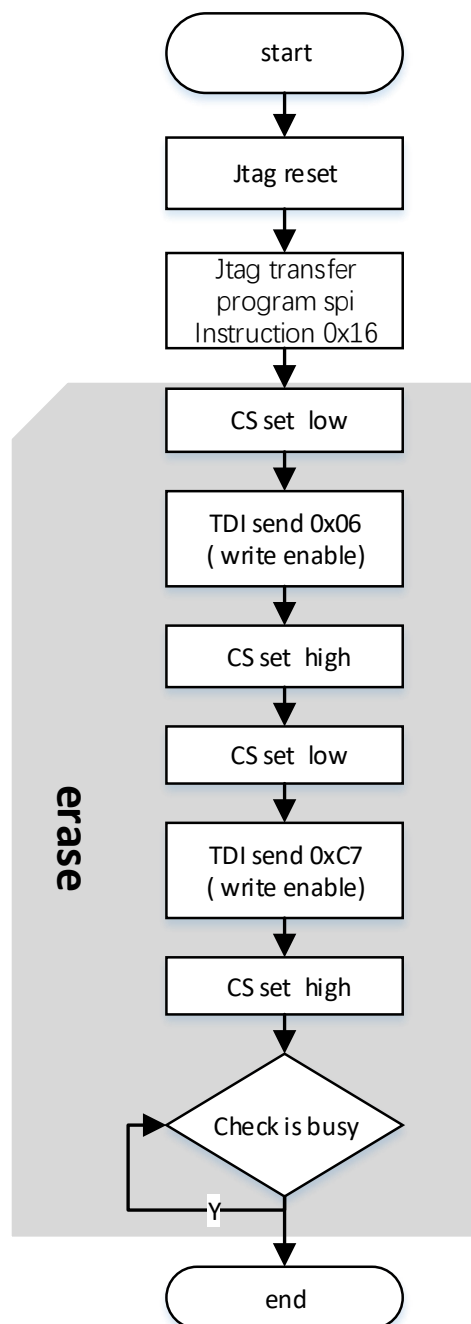 start
Jtag reset
Jtag transfer
program spi
Instruction 0x16
CS set low
TDI send 0x06
( write enable)
CS set high
CS set low
erase
TDI send 0xC7
( write enable)
CS set high
Check is busy
Y
end